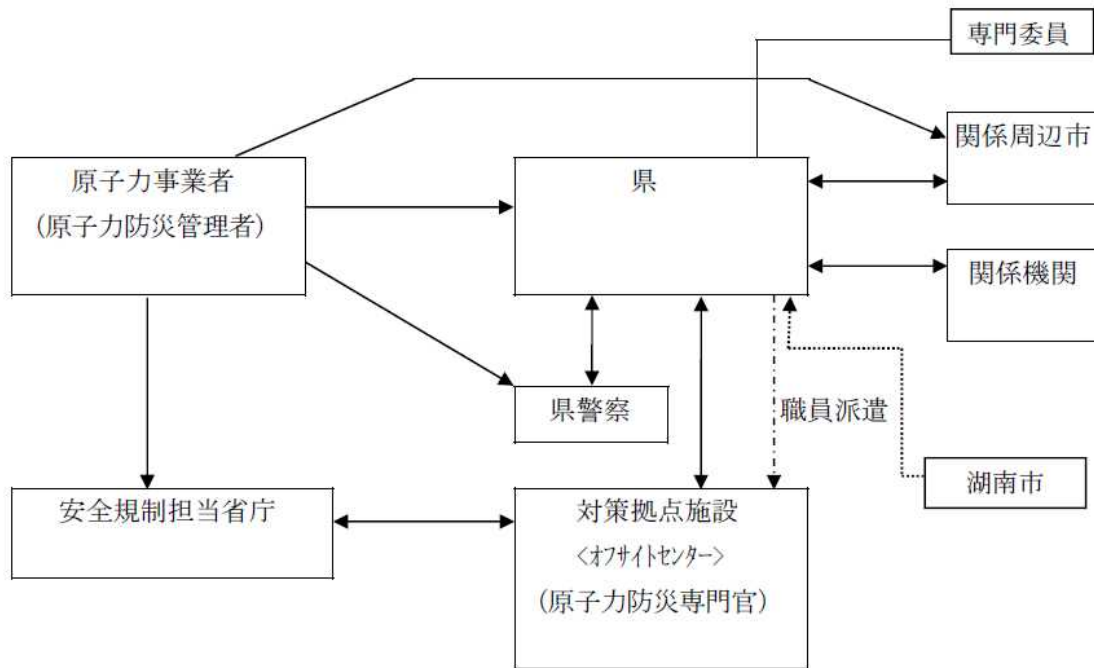 専門委員
関係周辺市
原子力事業者
(原子力防災管理者)
県
関係機関
県警察
職員派遣
湖南市
安全規制担当省庁
対策拠点施設
<ｵﾌｻｲﾄｾﾝﾀｰ>
(原子力防災専門官)